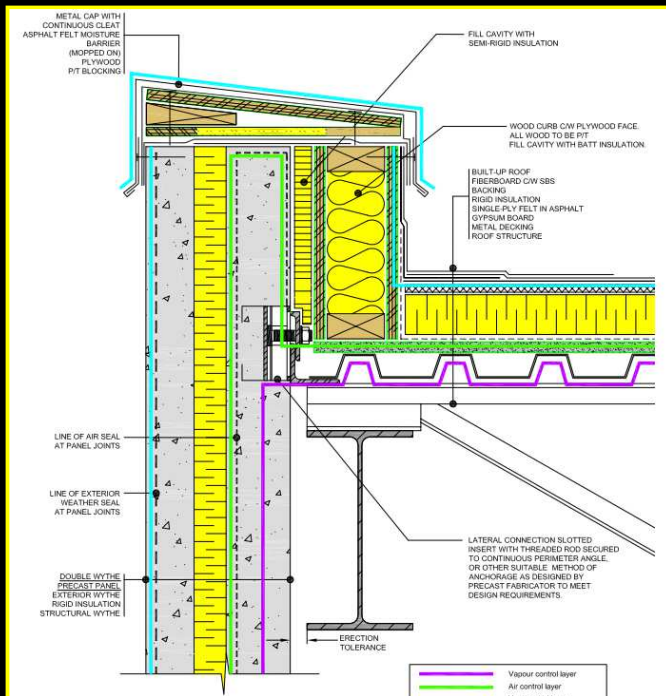 METAL CAP WITH
CONTINUOUS CLEAT
ASPHALT FELT MOISTURE
BARRIER
(MOPPED ON)
PLYWOOD
P/T BLOCKING
FILL CAVITY WITH
SEMI-RIGID INSULATION
WOOD CURB C/W PLYWOOD FACE.
ALL WOOD TO BE P/T
FILL CAVITY WITH BATT INSULATION.
BUILT-UP ROOF
FIBERBOARD C/W SBS
BACKING
RIGID INSULATION
SINGLE-PLY FELT IN ASPHALT
GYPSUM BOARD
METAL DECKING
ROOF STRUCTURE
LINE OF AIR SEAL
AT PANEL JOINTS
LINE OF EXTERIOR
WEATHER SEAL
AT PANEL JOINTS
DOUBLE WYTHE
PRECAST PANEL
EXTERIOR WYTHE
RIGID INSULATION
STRUCTURAL WYTHE
LATERAL CONNECTION SLOTTED
INSERT WITH THREADED ROD SECURED
TO CONTINUOUS PERIMETER ANGLE,
OR OTHER SUITABLE METHOD OF
ANCHORAGE AS DESIGNED BY
PRECAST FABRICATOR TO MEET
DESIGN REQUIREMENTS.
ERECTION
TOLERANCE
Vapour control layer
Air control layer